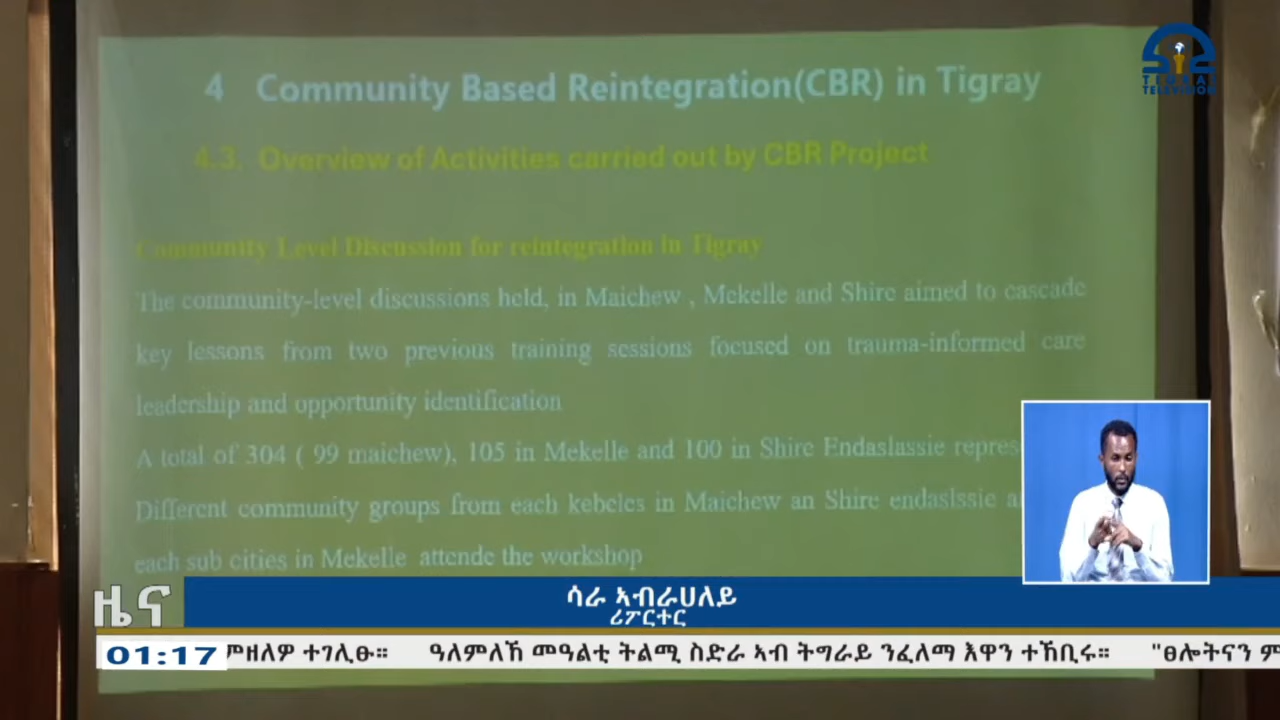 4 Community Based Reintegration(CBR) in Tigray
TIGRAI
TELEVISION
4.3. Overview of Activities carried out by CBR Project
Community Level Discussion for reintegration in Tigray
The community-level discussions held, in Maichew , Mekelle and Shire aimed to cascade
key lessons from two previous training sessions focused on trauma-informed care
leadership and opportunity identification
A total of 304 ( 99 maichew), 105 in Mekelle and 100 in Shire Endaslassie
Different community groups from each kebeles in Maichew an Shire endaslssie
each sub cities in Mekelle attende the workshop
ዜና
ሳራ ኣብራሀለይ
ሪፖርተር
01:17 ምዘለዎ ተገሊፁ። ዓለምለኸ መዓልቲ ትልሚ ስድራ ኣብ ትግራይ ንፈለማ እዋን ተኸቢሩ። "ፀሎትናን